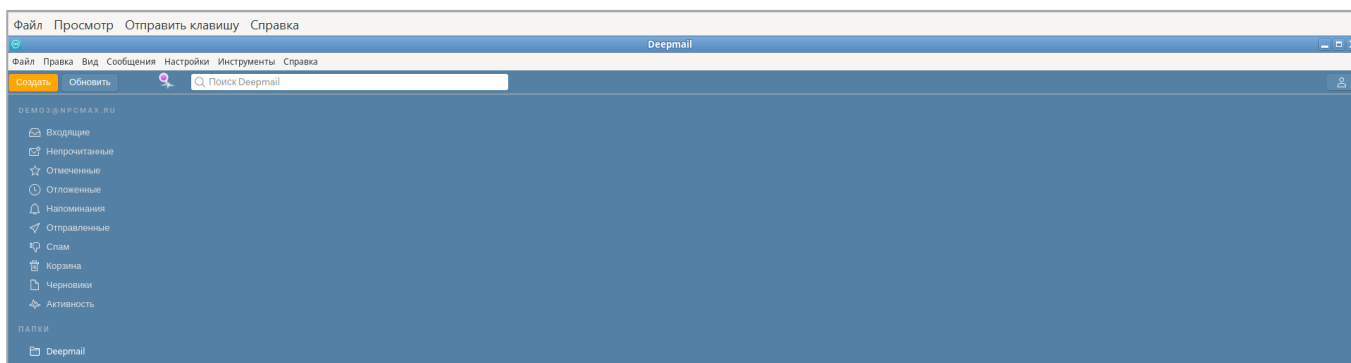 Файл Просмотр Отправить клавишу Справка
Deepmail
Файл Правка Вид Сообщения Настройки Инструменты Справка
Создать Обновить Поиск Deepmail
DEMO3@NPCMAX.RU
Входящие
Непрочитанные
Отмеченные
Отложенные
Напоминания
Отправленные
Спам
Корзина
Черновики
Активность
ПАПКИ
Deepmail